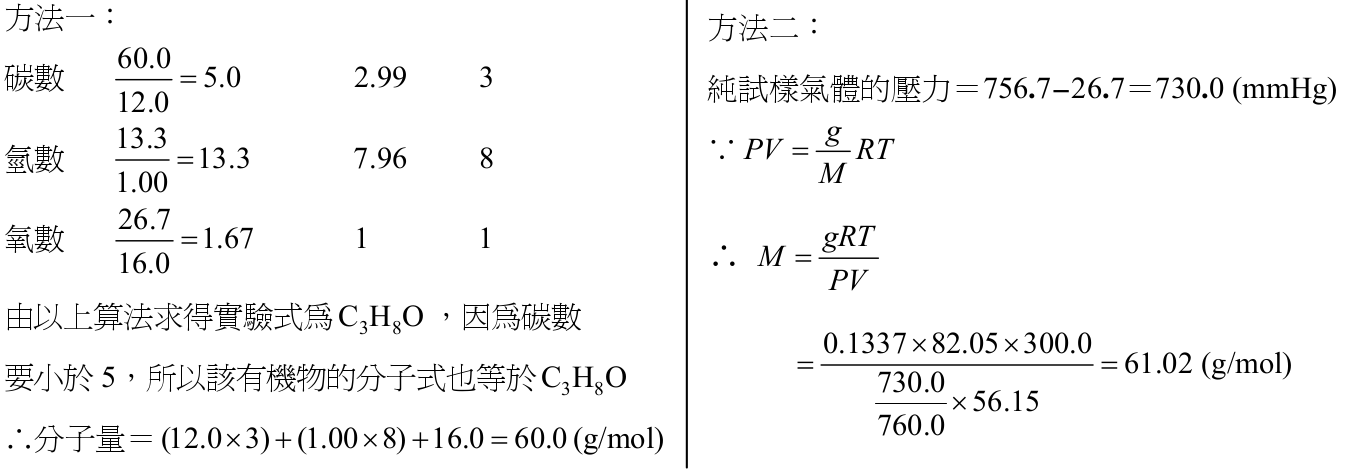 方法一：
碳數 60.0/12.0 = 5.0 2.99 3
氫數 13.3/1.00 = 13.3 7.96 8
氧數 26.7/16.0 = 1.67 1 1
由以上算法求得實驗式爲 C₃H₈O ，因爲碳數
要小於 5，所以該有機物的分子式也等於 C₃H₈O
∴分子量＝(12.0×3)+(1.00×8)+16.0=60.0 (g/mol)
方法二：
純試樣氣體的壓力＝756.7−26.7＝730.0 (mmHg)
∵ PV = g/M RT
∴ M = gRT/PV
= (0.1337×82.05×300.0)/(730.0/760.0 ×56.15) = 61.02 (g/mol)